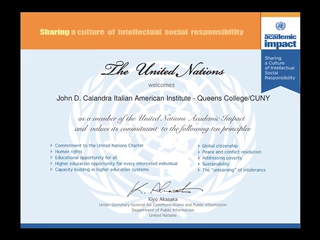 Sharing a culture of intellectual social responsibility
academic
impact
Sharing
a Culture
of Intellectual
Social
Responsibility
The United Nations
welcomes
John D. Calandra Italian American Institute - Queens College/CUNY
as a member of the United Nations Academic Impact
and values its commitment to the following ten principles
Commitment to the United Nations Charter
Human rights
Educational opportunity for all
Higher education opportunity for every interested individual
Capacity building in higher education systems
Global citizenship
Peace and conflict resolution
Addressing poverty
Sustainability
The "unlearning" of intolerance
K. Akasaka
Kiyo Akasaka
Under-Secretary-General for Communications and Public Information
Department of Public Information
United Nations